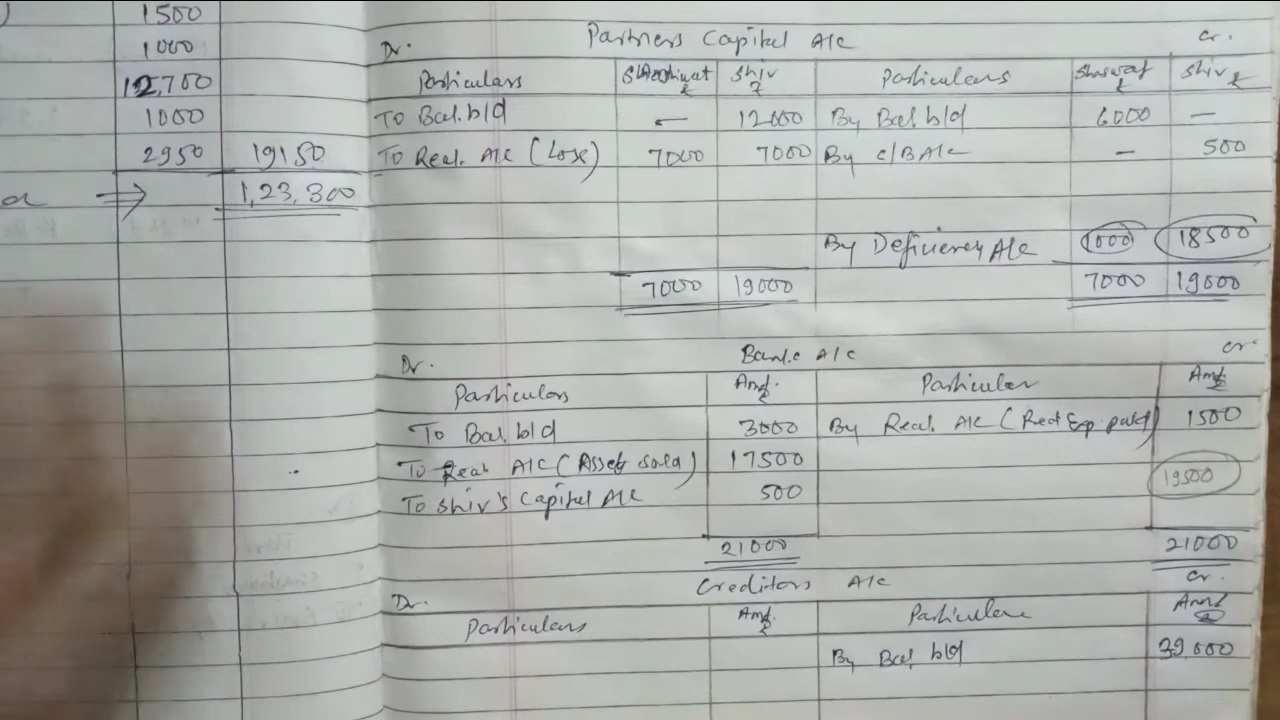 1500
1000
12,700
1000
2950 19150
1,23,300
Dr. Partners Capital A/c Cr.
Particulars Shashwat ₹ Shiv ₹ Particulars Shaswat ₹ Shiv ₹
To Bal. b/d — 12000 By Bal. b/d 6000 —
To Real. A/c (Loss) 7000 7000 By C/B A/c — 500
By Deficiency A/c 1000 18500
7000 19000 7000 19000
Dr. Bank A/c Cr.
Particulars Amt. ₹ Particular Amt ₹
To Bal. b/d 3000 By Real. A/c (Real Exp. paid) 1500
To Real A/c (Assets sold) 17500
19500
To Shiv's Capital A/c 500
21000 21000
Creditors A/c Cr.
Dr.
Particulars Amt. ₹ Particulars Amt ₹
By Bal. b/d 39,000